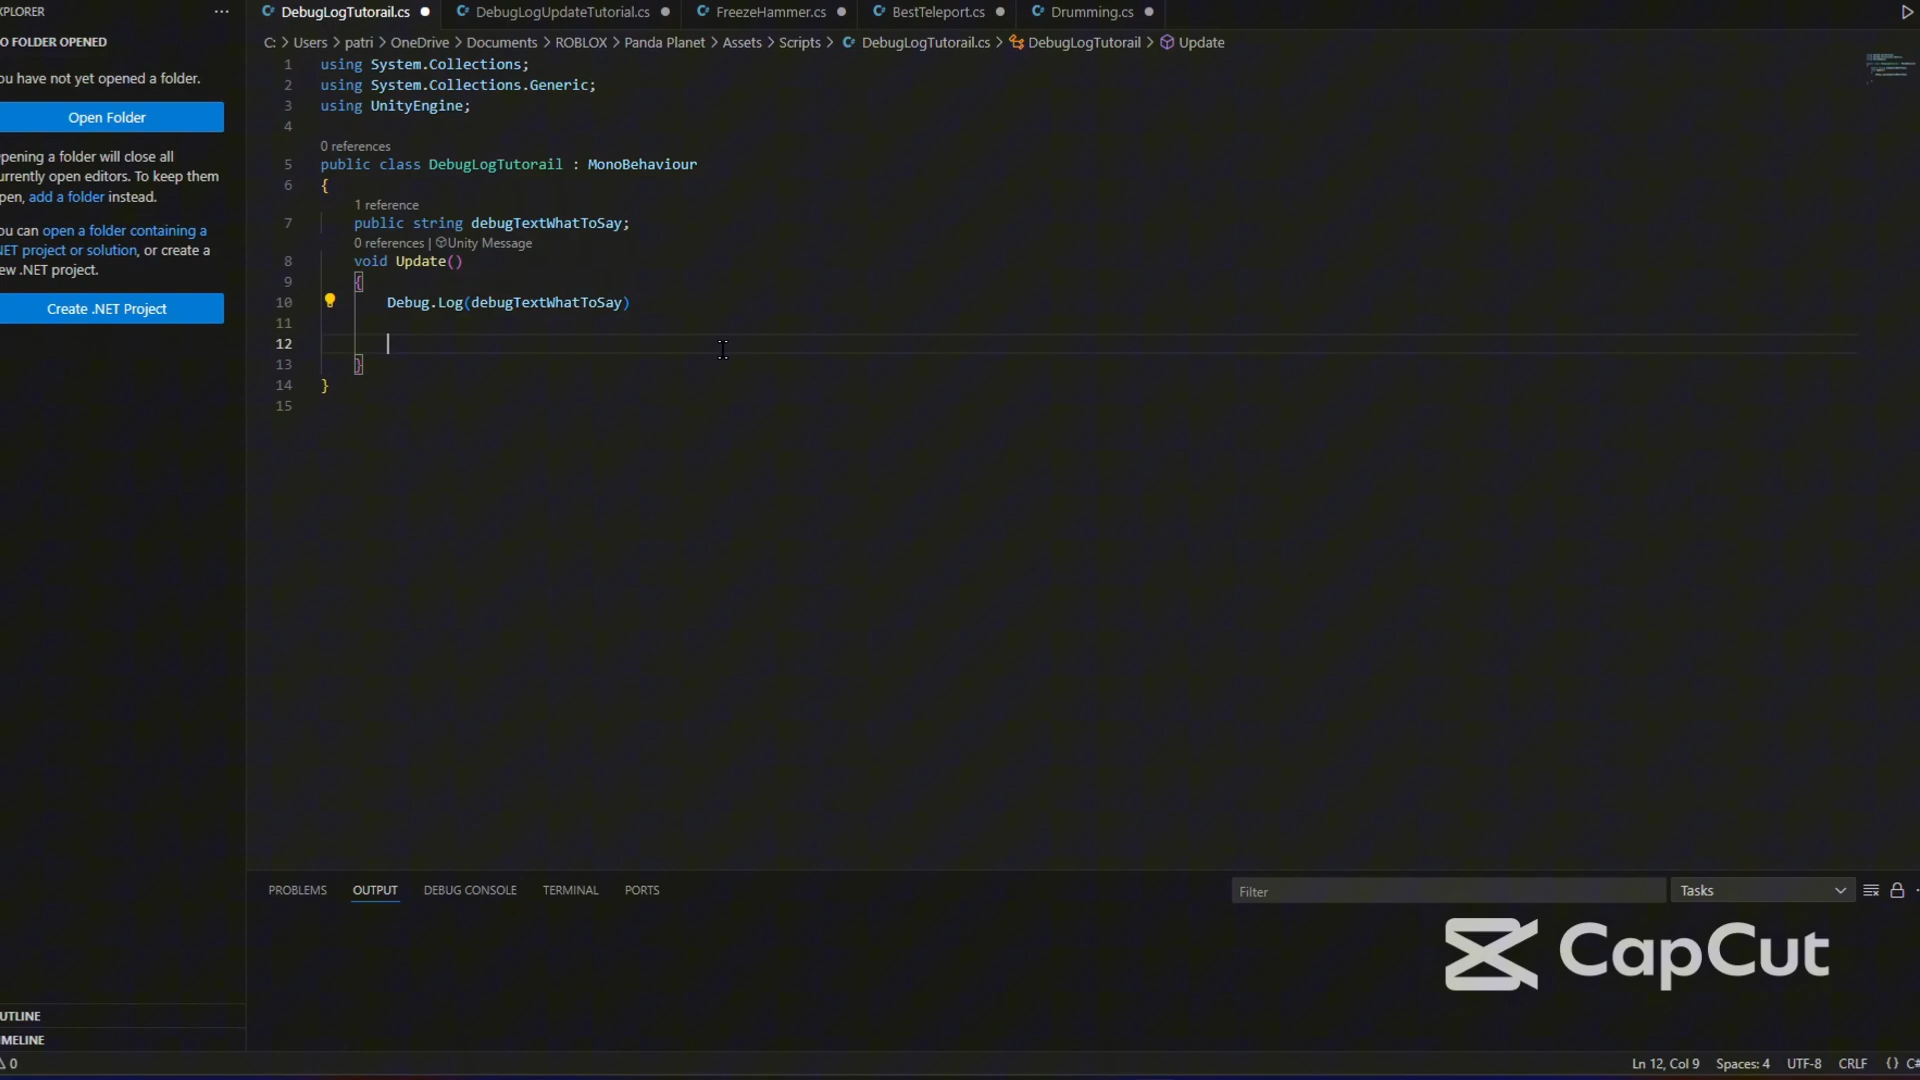 XPLORER
DebugLogTutorail.cs
DebugLogUpdateTutorial.cs
FreezeHammer.cs
BestTeleport.cs
Drumming.cs
C: > Users > patri > OneDrive > Documents > ROBLOX > Panda Planet > Assets > Scripts > DebugLogTutorail.cs > DebugLogTutorail > Update
O FOLDER OPENED
ou have not yet opened a folder.
Open Folder
pening a folder will close all
urrently open editors. To keep them
pen, add a folder instead.
ou can open a folder containing a
NET project or solution, or create a
ew .NET project.
Create .NET Project
1 using System.Collections;
2 using System.Collections.Generic;
3 using UnityEngine;
4
0 references
5 public class DebugLogTutorail : MonoBehaviour
6 {
1 reference
7 public string debugTextWhatToSay;
0 references | Unity Message
8 void Update()
9 {
10 Debug.Log(debugTextWhatToSay)
11
12
13 }
14 }
15
PROBLEMS OUTPUT DEBUG CONSOLE TERMINAL PORTS
Filter
Tasks
CapCut
UTLINE
IMELINE
0
Ln 12, Col 9 Spaces: 4 UTF-8 CRLF {} C#